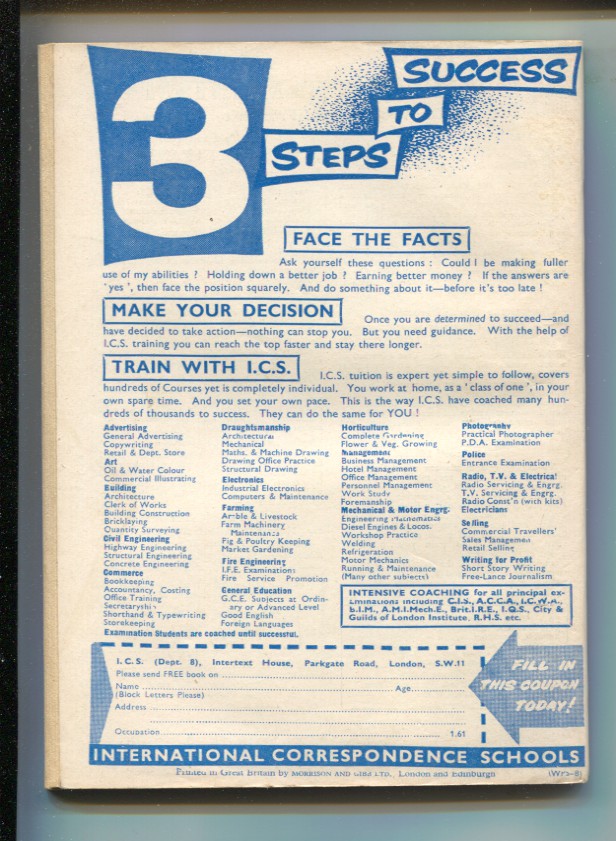 3
STEPS
TO
SUCCESS
FACE THE FACTS
Ask yourself these questions : Could I be making fuller
use of my abilities ? Holding down a better job ? Earning better money ? If the answers are
'yes', then face the position squarely. And do something about it—before it's too late !
MAKE YOUR DECISION
Once you are determined to succeed—and
have decided to take action—nothing can stop you. But you need guidance. With the help of
I.C.S. training you can reach the top faster and stay there longer.
TRAIN WITH I.C.S.
I.C.S. tuition is expert yet simple to follow, covers
hundreds of Courses yet is completely individual. You work at home, as a 'class of one', in your
own spare time. And you set your own pace. This is the way I.C.S. have coached many hun-
dreds of thousands to success. They can do the same for YOU !
Advertising
General Advertising
Copywriting
Retail & Dept. Store
Art
Oil & Water Colour
Commercial Illustrating
Building
Architecture
Clerk of Works
Building Construction
Bricklaying
Quantity Surveying
Civil Engineering
Highway Engineering
Structural Engineering
Concrete Engineering
Commerce
Bookkeeping
Accountancy, Costing
Office Training
Secretaryship
Shorthand & Typewriting
Storekeeping
Draughtsmanship
Architectural
Mechanical
Maths. & Machine Drawing
Drawing Office Practice
Structural Drawing
Electronics
Industrial Electronics
Computers & Maintenance
Farming
Arable & Livestock
Farm Machinery
Maintenance
Pig & Poultry Keeping
Market Gardening
Fire Engineering
I.F.E. Examinations
Fire Service Promotion
General Education
G.C.E. Subjects at Ordin-
ary or Advanced Level
Good English
Foreign Languages
Horticulture
Complete Gardening
Flower & Veg. Growing
Management
Business Management
Hotel Management
Office Management
Personnel Management
Work Study
Foremanship
Mechanical & Motor Engrg.
Engineering Mathematics
Diesel Engines & Locos.
Workshop Practice
Welding
Refrigeration
Motor Mechanics
Running & Maintenance
(Many other subjects)
Photography
Practical Photographer
P.D.A. Examination
Police
Entrance Examination
Radio, T.V. & Electrical
Radio Servicing & Engrg.
T.V. Servicing & Engrg.
Radio Const'n (with kits)
Electricians
Selling
Commercial Travellers'
Sales Management
Retail Selling
Writing for Profit
Short Story Writing
Free-Lance Journalism
Examination Students are coached until successful.
INTENSIVE COACHING for all principal ex-
aminations including C.I.S., A.C.C.A., I.C.W.A.,
B.I.M., A.M.I.Mech.E., Brit.I.R.E., I.Q.S., City &
Guilds of London Institute, R.H.S. etc.
I.C.S. (Dept. 8), Intertext House, Parkgate Road, London, S.W.11
Please send FREE book on
Name Age
(Block Letters Please)
Address
Occupation 1.61
FILL IN
THIS COUPON
TODAY!
INTERNATIONAL CORRESPONDENCE SCHOOLS
Printed in Great Britain by MORRISON AND GIBB LTD., London and Edinburgh